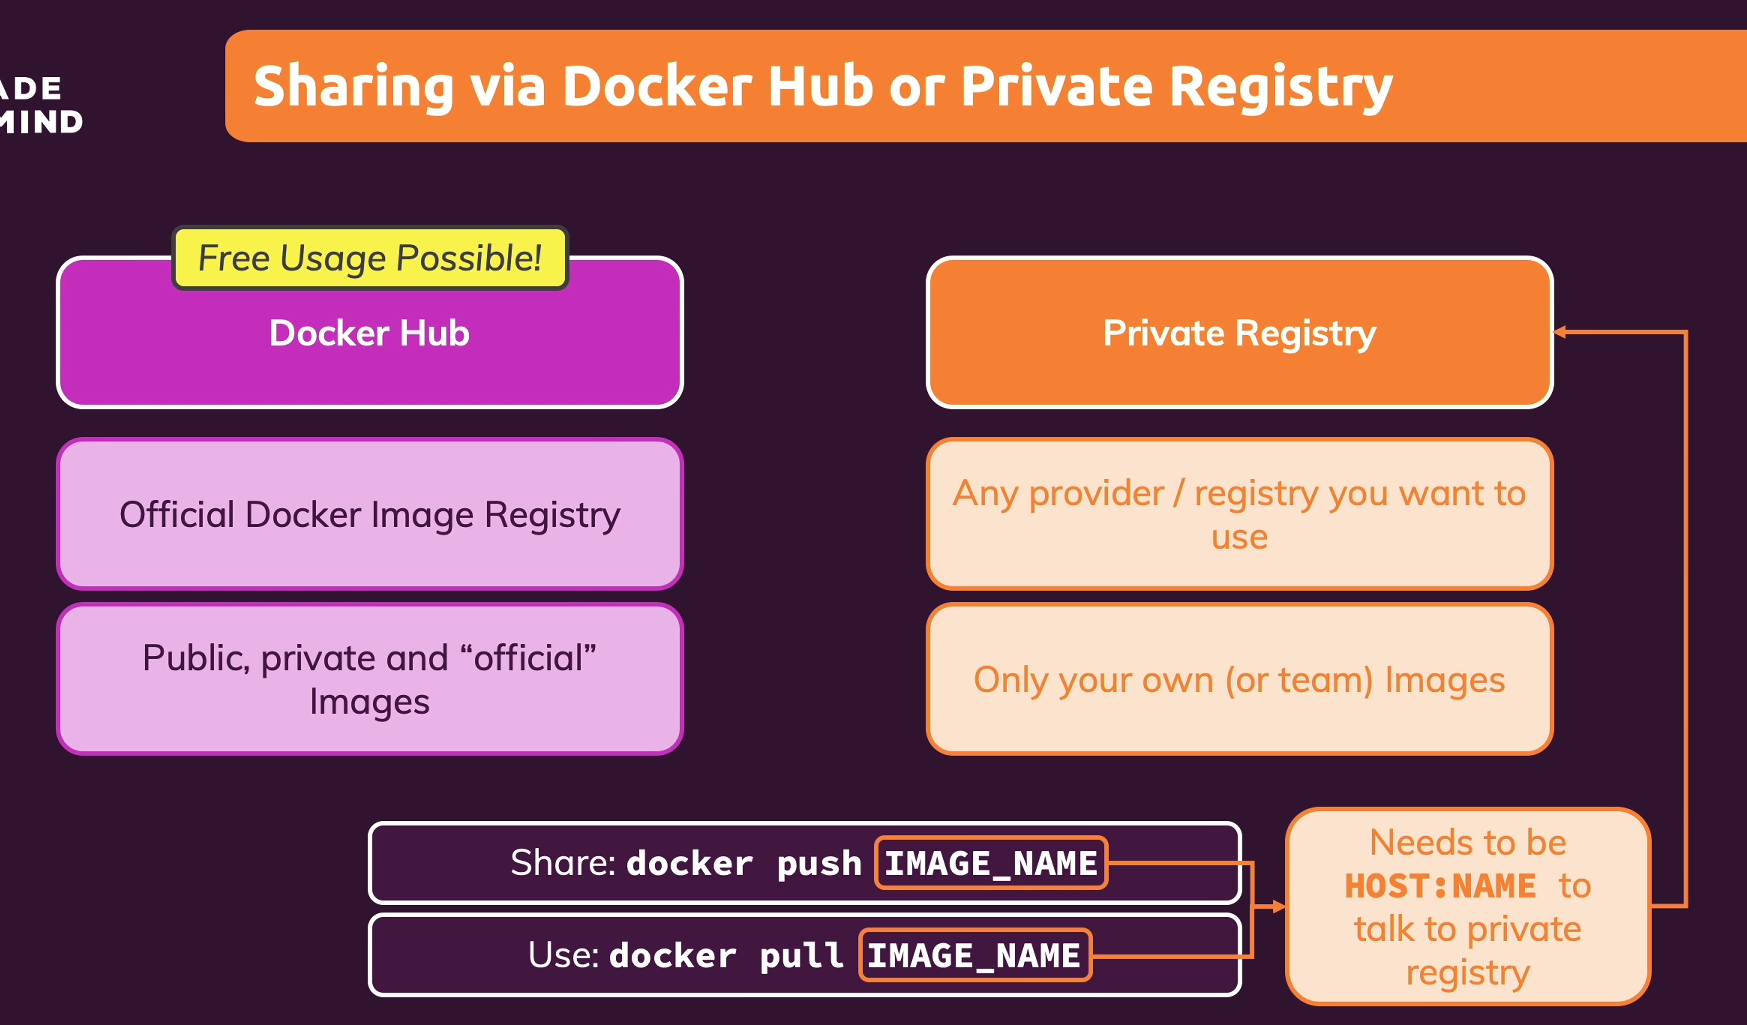 ADE
MIND
Sharing via Docker Hub or Private Registry
Free Usage Possible!
Docker Hub
Official Docker Image Registry
Public, private and “official”
Images
Private Registry
Any provider / registry you want to
use
Only your own (or team) Images
Share: docker push IMAGE_NAME
Use: docker pull IMAGE_NAME
Needs to be
HOST:NAME to
talk to private
registry